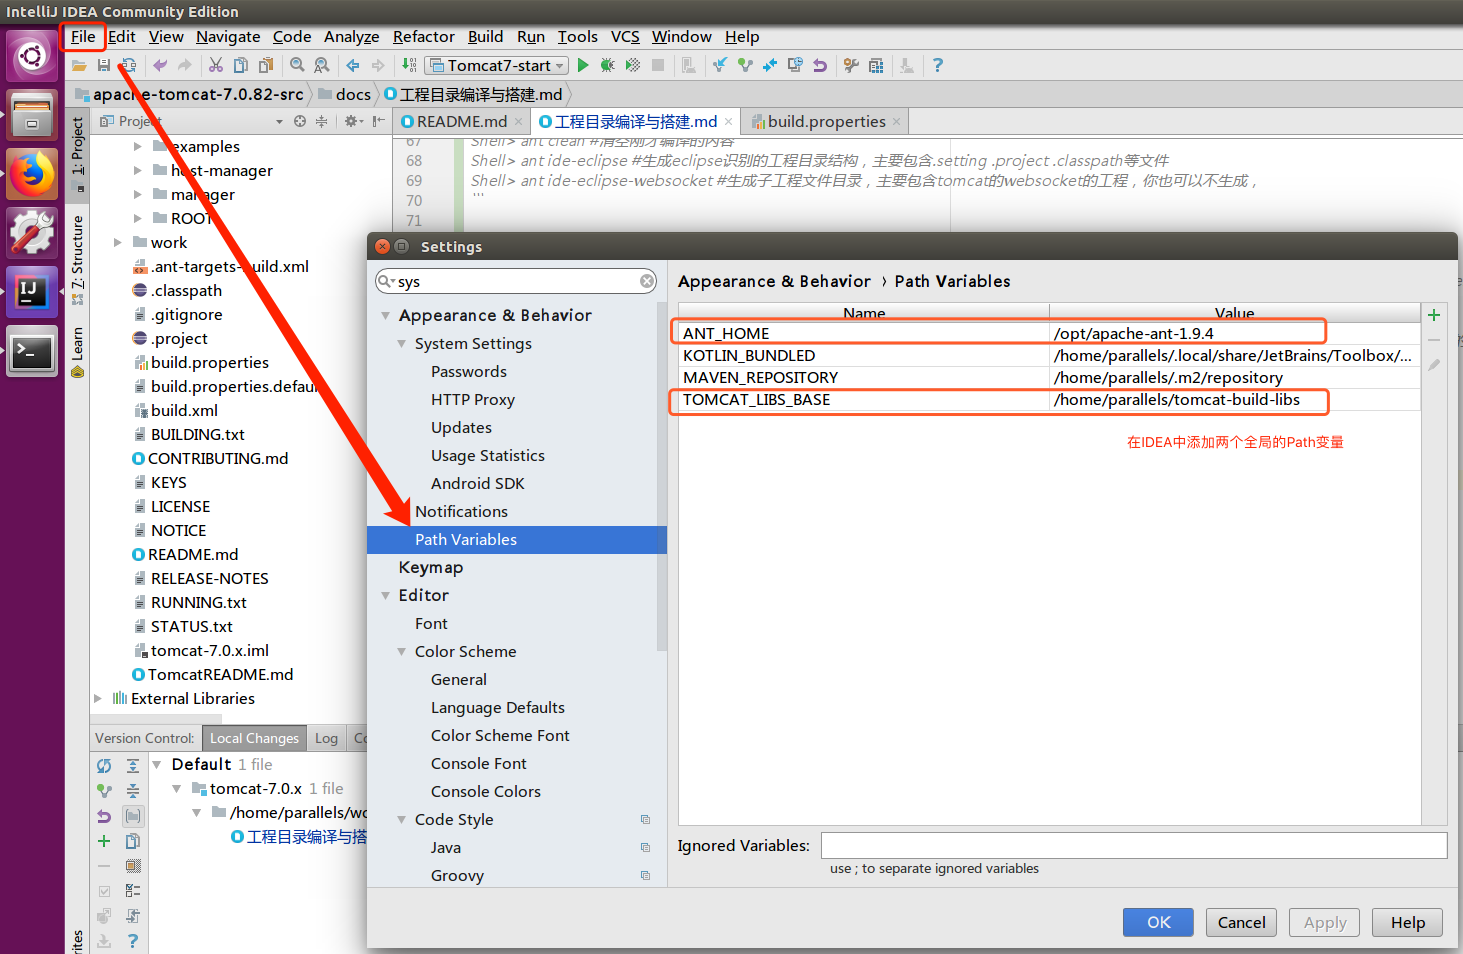 IntelliJ IDEA Community Edition
File Edit View Navigate Code Analyze Refactor Build Run Tools VCS Window Help
Tomcat7-start
apache-tomcat-7.0.82-src docs 工程目录编译与搭建.md
Project
README.md 工程目录编译与搭建.md build.properties
1: Project
7: Structure
Learn
67 Shell> ant clean #清空刚才编译的内容
68 Shell> ant ide-eclipse #生成eclipse识别的工程目录结构，主要包含.setting .project .classpath等文件
69 Shell> ant ide-eclipse-websocket #生成子工程文件目录，主要包含tomcat的websocket的工程，你也可以不生成，
70 ```
71
examples
host-manager
manager
ROOT
work
.ant-targets-build.xml
.classpath
.gitignore
.project
build.properties
build.properties.defau
build.xml
BUILDING.txt
CONTRIBUTING.md
KEYS
LICENSE
NOTICE
README.md
RELEASE-NOTES
RUNNING.txt
STATUS.txt
tomcat-7.0.x.iml
TomcatREADME.md
External Libraries
Version Control: Local Changes Log Co
Default 1 file
tomcat-7.0.x 1 file
/home/parallels/wo
工程目录编译与搭
rites
Settings
sys
Appearance & Behavior
System Settings
Passwords
HTTP Proxy
Updates
Usage Statistics
Android SDK
Notifications
Path Variables
Keymap
Editor
Font
Color Scheme
General
Language Defaults
Color Scheme Font
Console Font
Console Colors
Code Style
Java
Groovy
Appearance & Behavior › Path Variables
Name Value
ANT_HOME /opt/apache-ant-1.9.4
KOTLIN_BUNDLED /home/parallels/.local/share/JetBrains/Toolbox/...
MAVEN_REPOSITORY /home/parallels/.m2/repository
TOMCAT_LIBS_BASE /home/parallels/tomcat-build-libs
在IDEA中添加两个全局的Path变量
Ignored Variables:
use ; to separate ignored variables
OK Cancel Apply Help